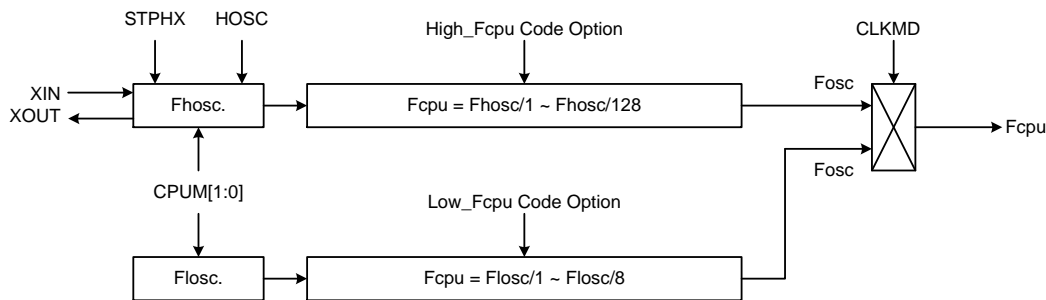 STPHX
HOSC
High_Fcpu Code Option
CLKMD
XIN
XOUT
Fhosc.
Fcpu = Fhosc/1 ~ Fhosc/128
Fosc
Fcpu
CPUM[1:0]
Low_Fcpu Code Option
Fosc
Flosc.
Fcpu = Flosc/1 ~ Flosc/8